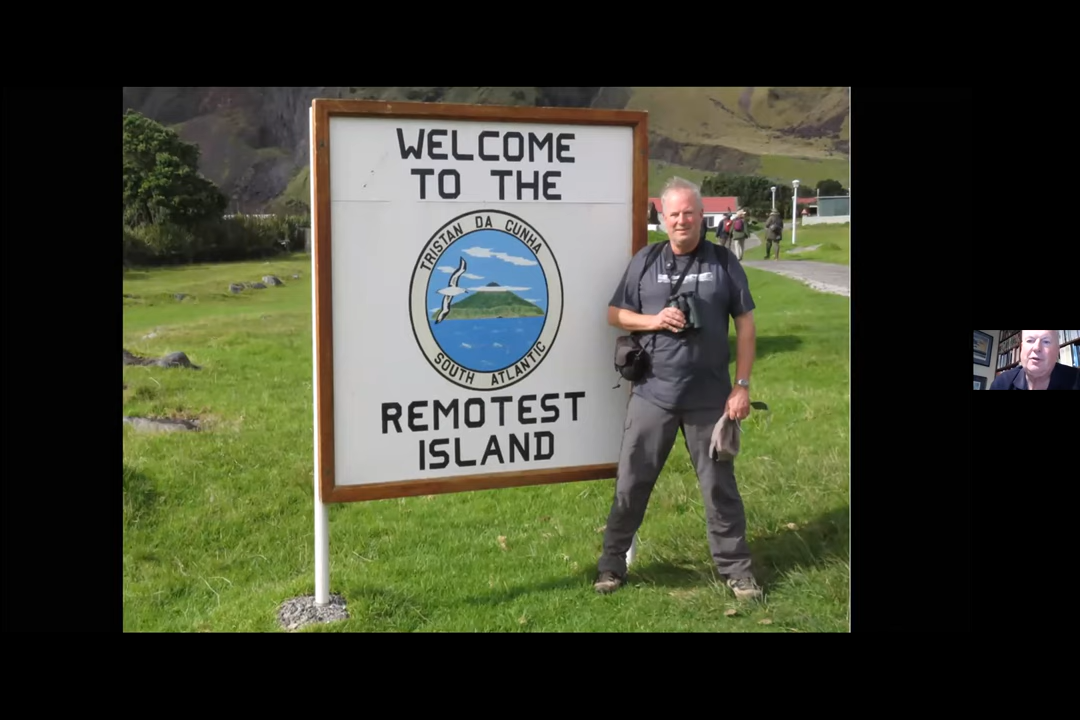 WELCOME
TO THE
TRISTAN DA CUNHA
SOUTH ATLANTIC
REMOTEST
ISLAND